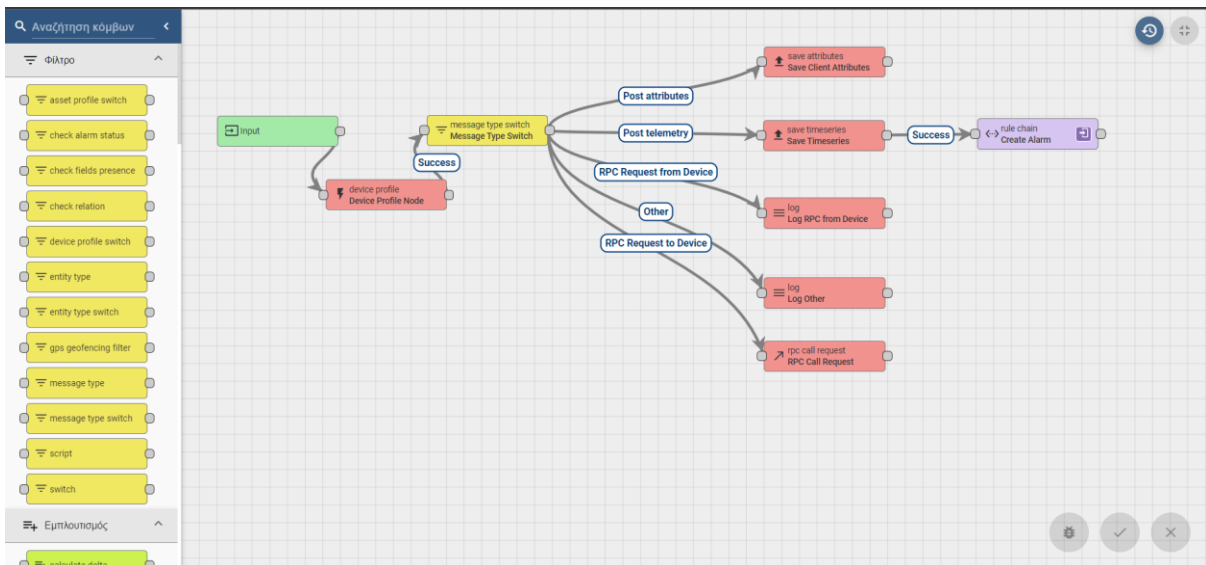 Αναζήτηση κόμβων
Φίλτρο
asset profile switch
check alarm status
check fields presence
check relation
device profile switch
entity type
entity type switch
gps geofencing filter
message type
message type switch
script
switch
Εμπλουτισμός
calculate delta
Input
device profile
Device Profile Node
Success
message type switch
Message Type Switch
Post attributes
Post telemetry
RPC Request from Device
Other
RPC Request to Device
save attributes
Save Client Attributes
save timeseries
Save Timeseries
Success
rule chain
Create Alarm
log
Log RPC from Device
log
Log Other
rpc call request
RPC Call Request